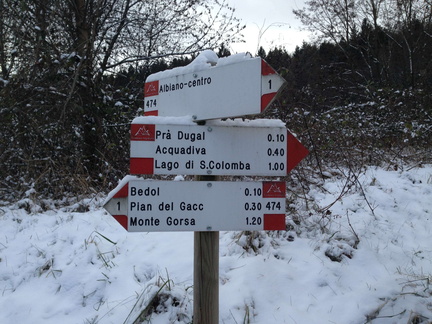 Albiano-centro
474
1
Prà Dugal 0.10
Acquadiva 0.40
Lago di S.Colomba 1.00
Bedol 0.10
1 Pian del Gacc 0.30 474
Monte Gorsa 1.20